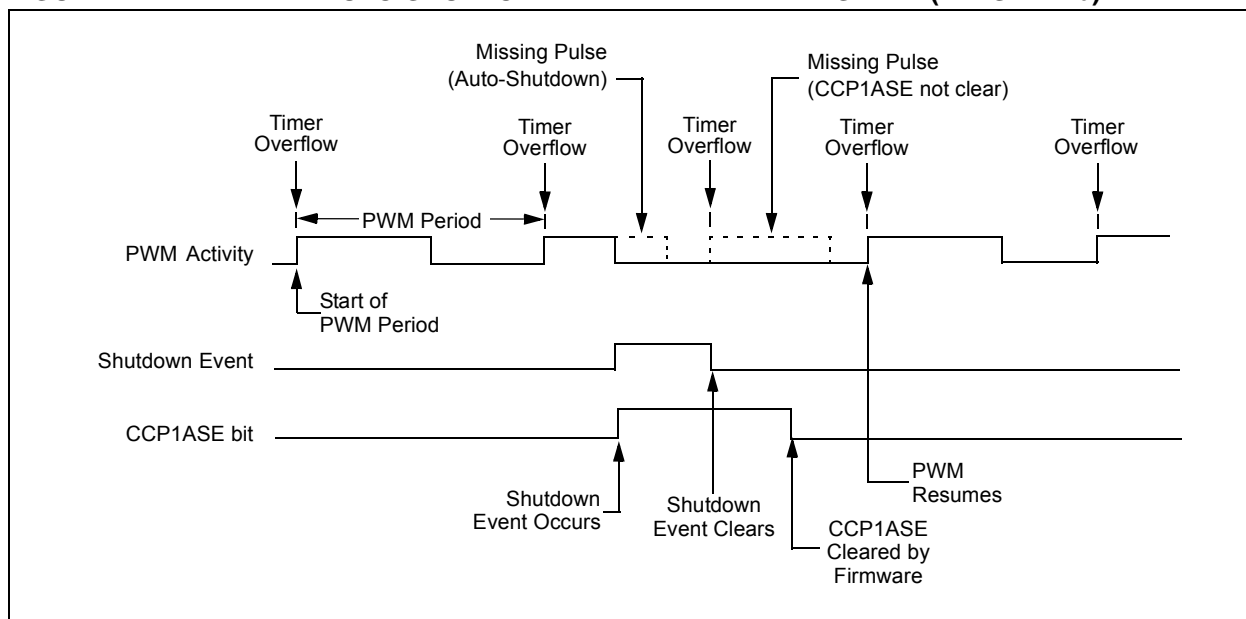 Missing Pulse
(Auto-Shutdown)
Missing Pulse
(CCP1ASE not clear)
Timer
Overflow
Timer
Overflow
Timer
Overflow
Timer
Overflow
Timer
Overflow
PWM Period
PWM Activity
Start of
PWM Period
Shutdown Event
CCP1ASE bit
Shutdown
Event Occurs
Shutdown
Event Clears
PWM
Resumes
CCP1ASE
Cleared by
Firmware